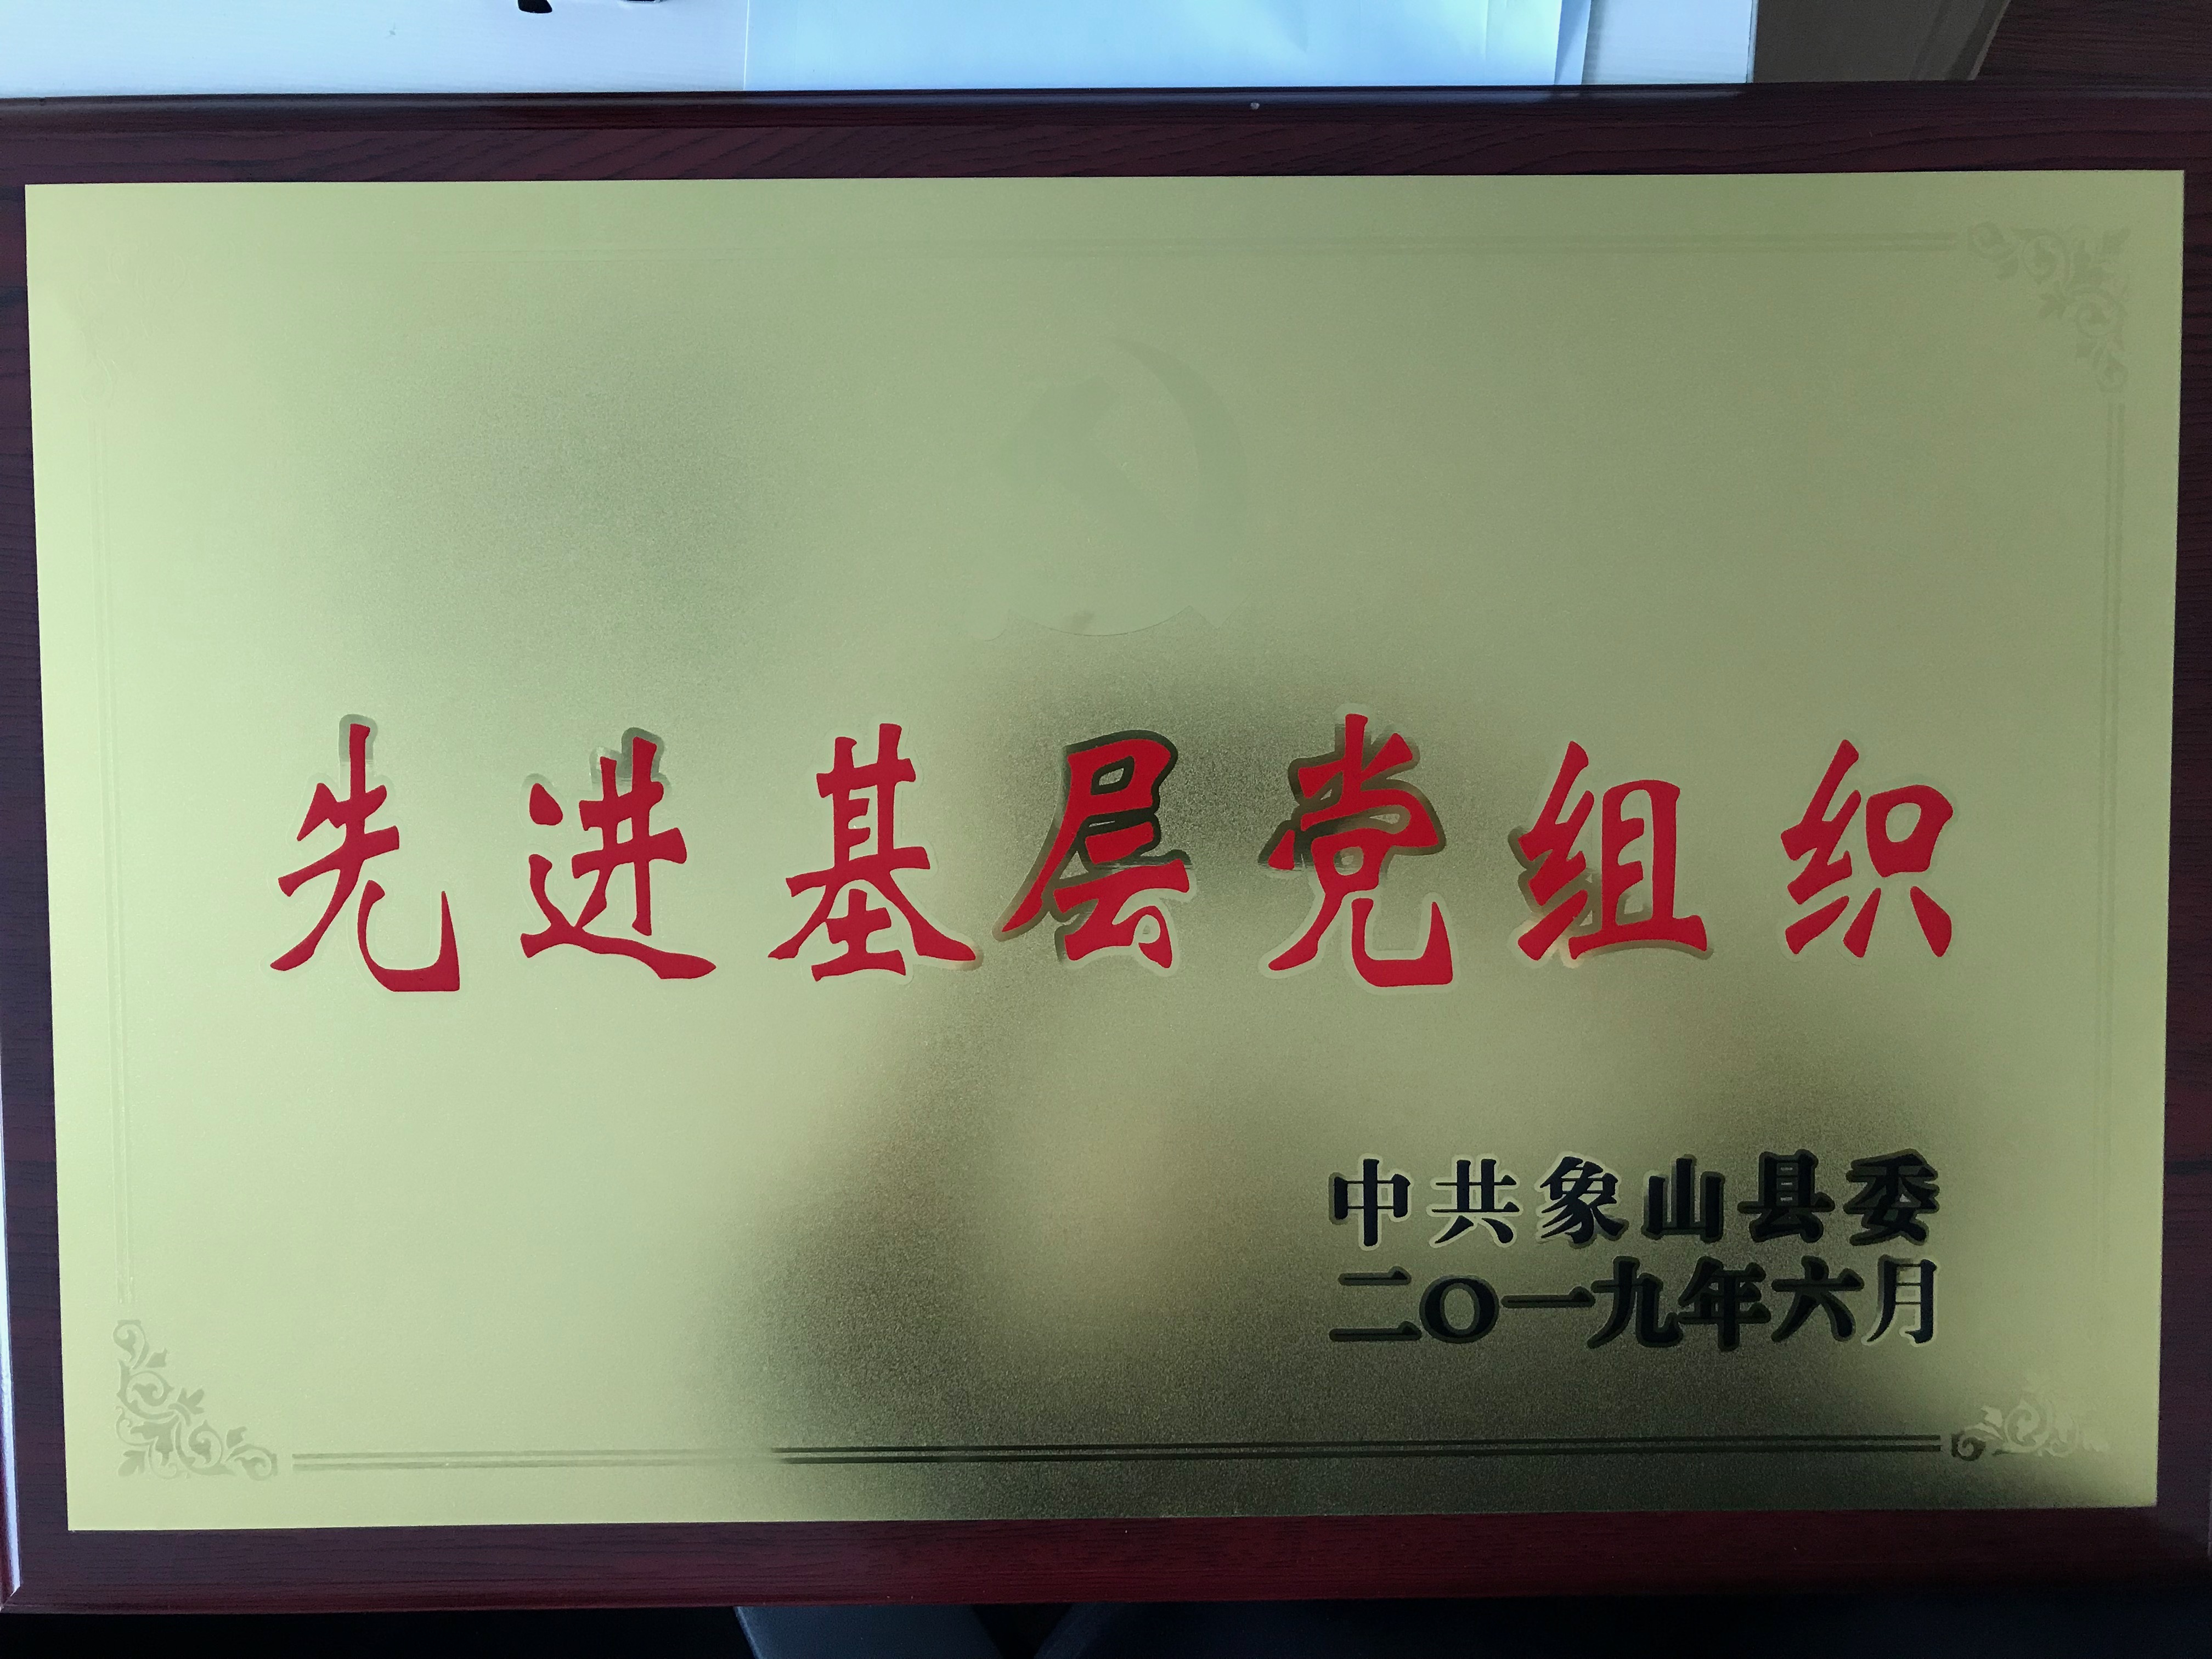 先进基层党组织
中共象山县委
二〇一九年六月